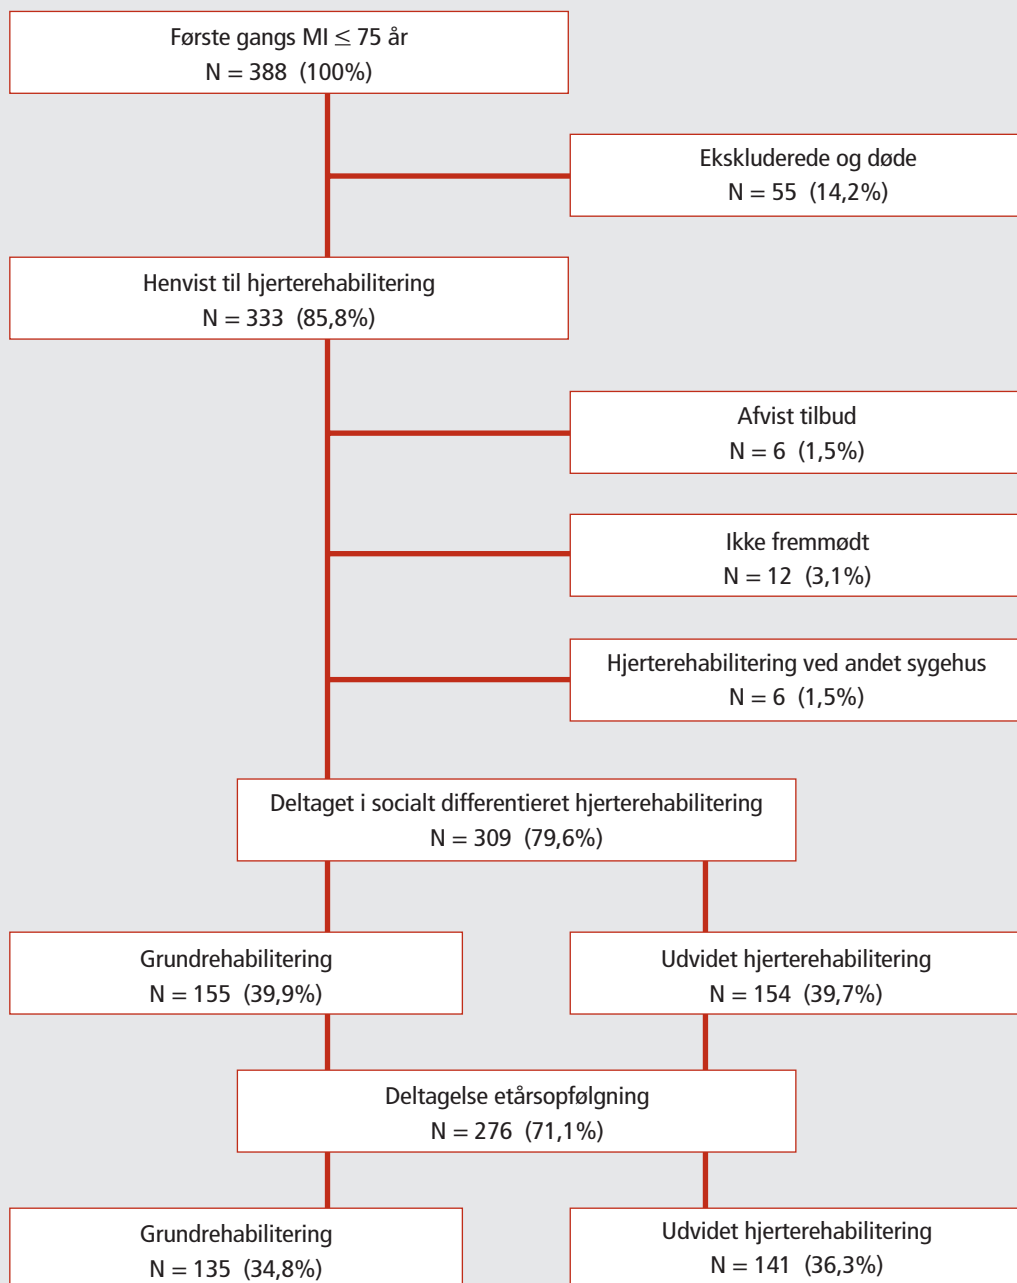 Første gangs MI ≤ 75 år
N = 388 (100%)
Ekskluderede og døde
N = 55 (14,2%)
Henvist til hjerterehabilitering
N = 333 (85,8%)
Afvist tilbud
N = 6 (1,5%)
Ikke fremmødt
N = 12 (3,1%)
Hjerterehabilitering ved andet sygehus
N = 6 (1,5%)
Deltaget i socialt differentieret hjerterehabilitering
N = 309 (79,6%)
Grundrehabilitering
N = 155 (39,9%)
Udvidet hjerterehabilitering
N = 154 (39,7%)
Deltagelse etårsopfølgning
N = 276 (71,1%)
Grundrehabilitering
N = 135 (34,8%)
Udvidet hjerterehabilitering
N = 141 (36,3%)